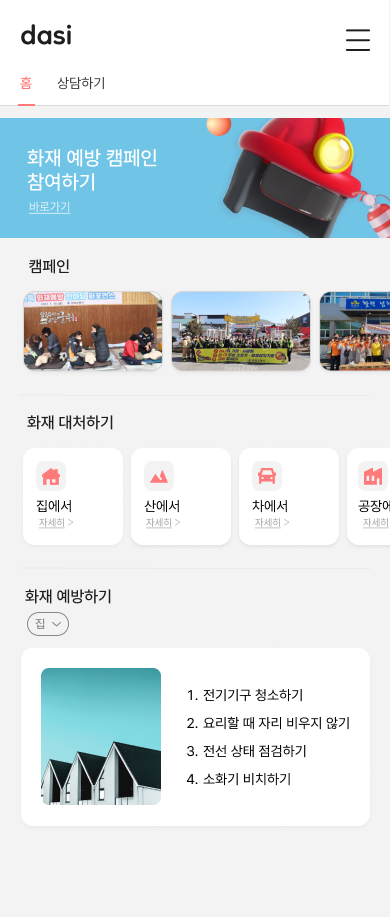 dasi
홈 상담하기
화재 예방 캠페인
참여하기
바로가기
캠페인
화재 대처하기
집에서 산에서 차에서 공장에
자세히 > 자세히 > 자세히 > 자세히
화재 예방하기
집
1. 전기기구 청소하기
2. 요리할 때 자리 비우지 않기
3. 전선 상태 점검하기
4. 소화기 비치하기